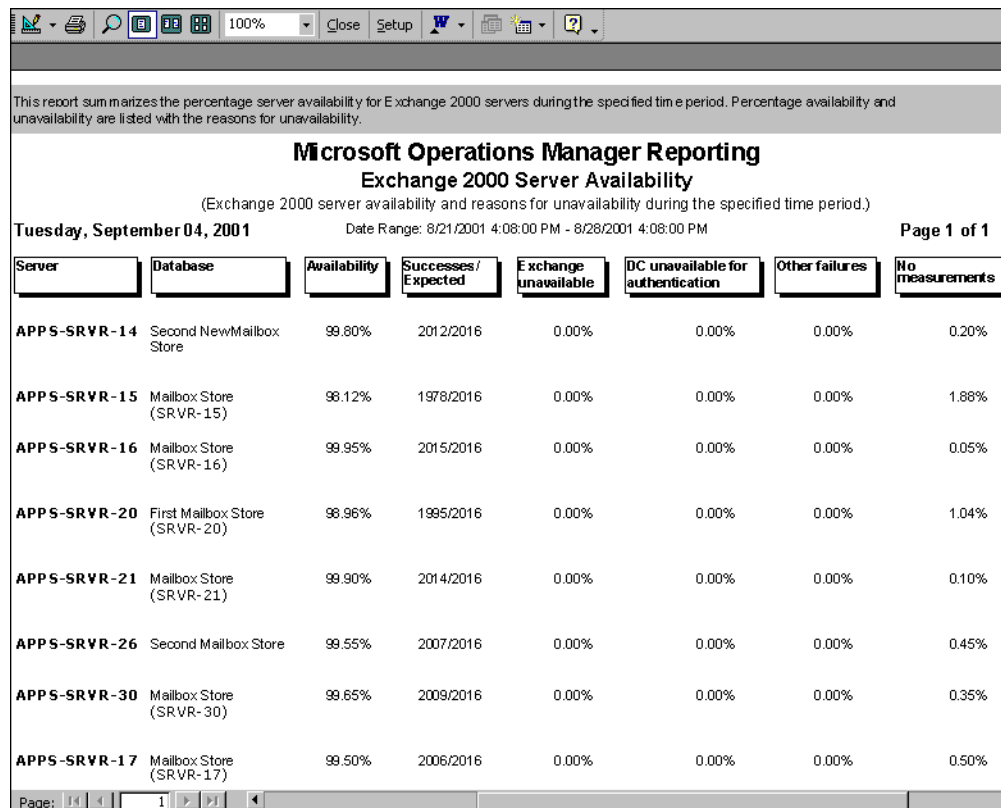 100% Close Setup
This report summarizes the percentage server availability for Exchange 2000 servers during the specified time period. Percentage availability and
unavailability are listed with the reasons for unavailability.
Microsoft Operations Manager Reporting
Exchange 2000 Server Availability
(Exchange 2000 server availability and reasons for unavailability during the specified time period.)
Tuesday, September 04, 2001 Date Range: 8/21/2001 4:08:00 PM - 8/28/2001 4:08:00 PM Page 1 of 1
Server Database Availability Successes/ Exchange DC unavailable for Other failures No
Expected unavailable authentication measurements
APPS-SRVR-14 Second NewMailbox 99.80% 2012/2016 0.00% 0.00% 0.00% 0.20%
Store
APPS-SRVR-15 Mailbox Store 98.12% 1978/2016 0.00% 0.00% 0.00% 1.88%
(SRVR-15)
APPS-SRVR-16 Mailbox Store 99.95% 2015/2016 0.00% 0.00% 0.00% 0.05%
(SRVR-16)
APPS-SRVR-20 First Mailbox Store 98.96% 1995/2016 0.00% 0.00% 0.00% 1.04%
(SRVR-20)
APPS-SRVR-21 Mailbox Store 99.90% 2014/2016 0.00% 0.00% 0.00% 0.10%
(SRVR-21)
APPS-SRVR-26 Second Mailbox Store 99.55% 2007/2016 0.00% 0.00% 0.00% 0.45%
APPS-SRVR-30 Mailbox Store 99.65% 2009/2016 0.00% 0.00% 0.00% 0.35%
(SRVR-30)
APPS-SRVR-17 Mailbox Store 99.50% 2006/2016 0.00% 0.00% 0.00% 0.50%
(SRVR-17)
Page: 1